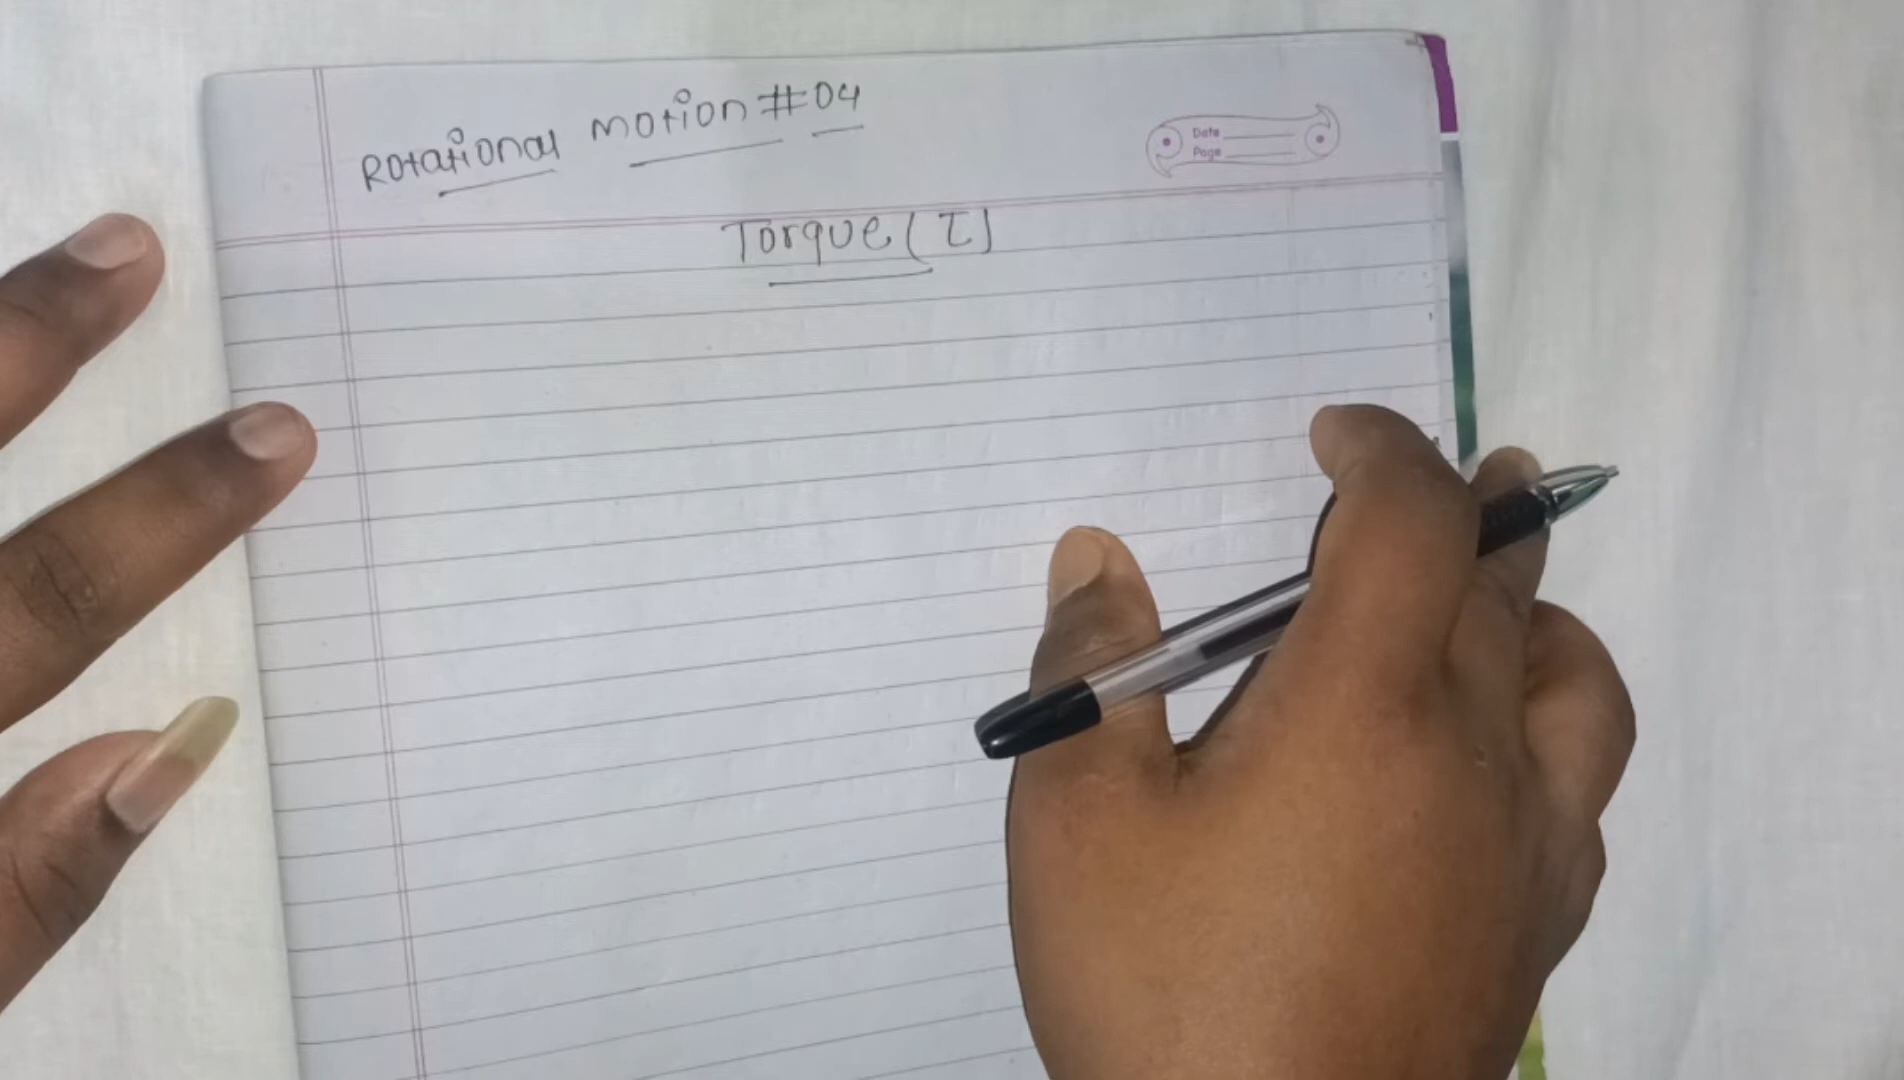 Rotational motion #04
Date
Page
Torque (τ)